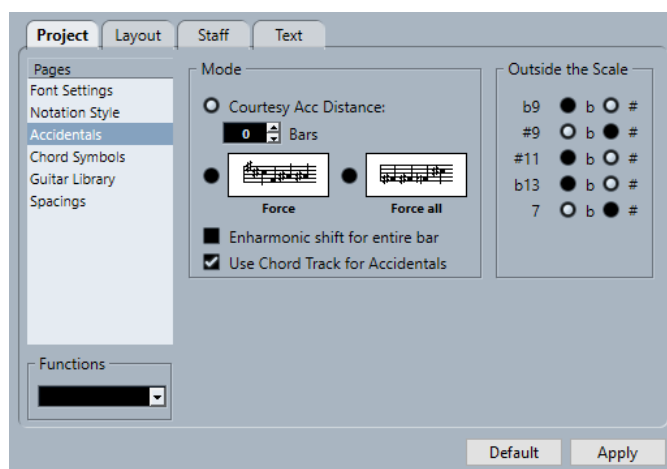 Project Layout Staff Text
Pages
Font Settings
Notation Style
Accidentals
Chord Symbols
Guitar Library
Spacings
Functions
Mode
Courtesy Acc Distance:
0 Bars
Force Force all
Enharmonic shift for entire bar
Use Chord Track for Accidentals
Outside the Scale
b9 b #
#9 b #
#11 b #
b13 b #
7 b #
Default Apply